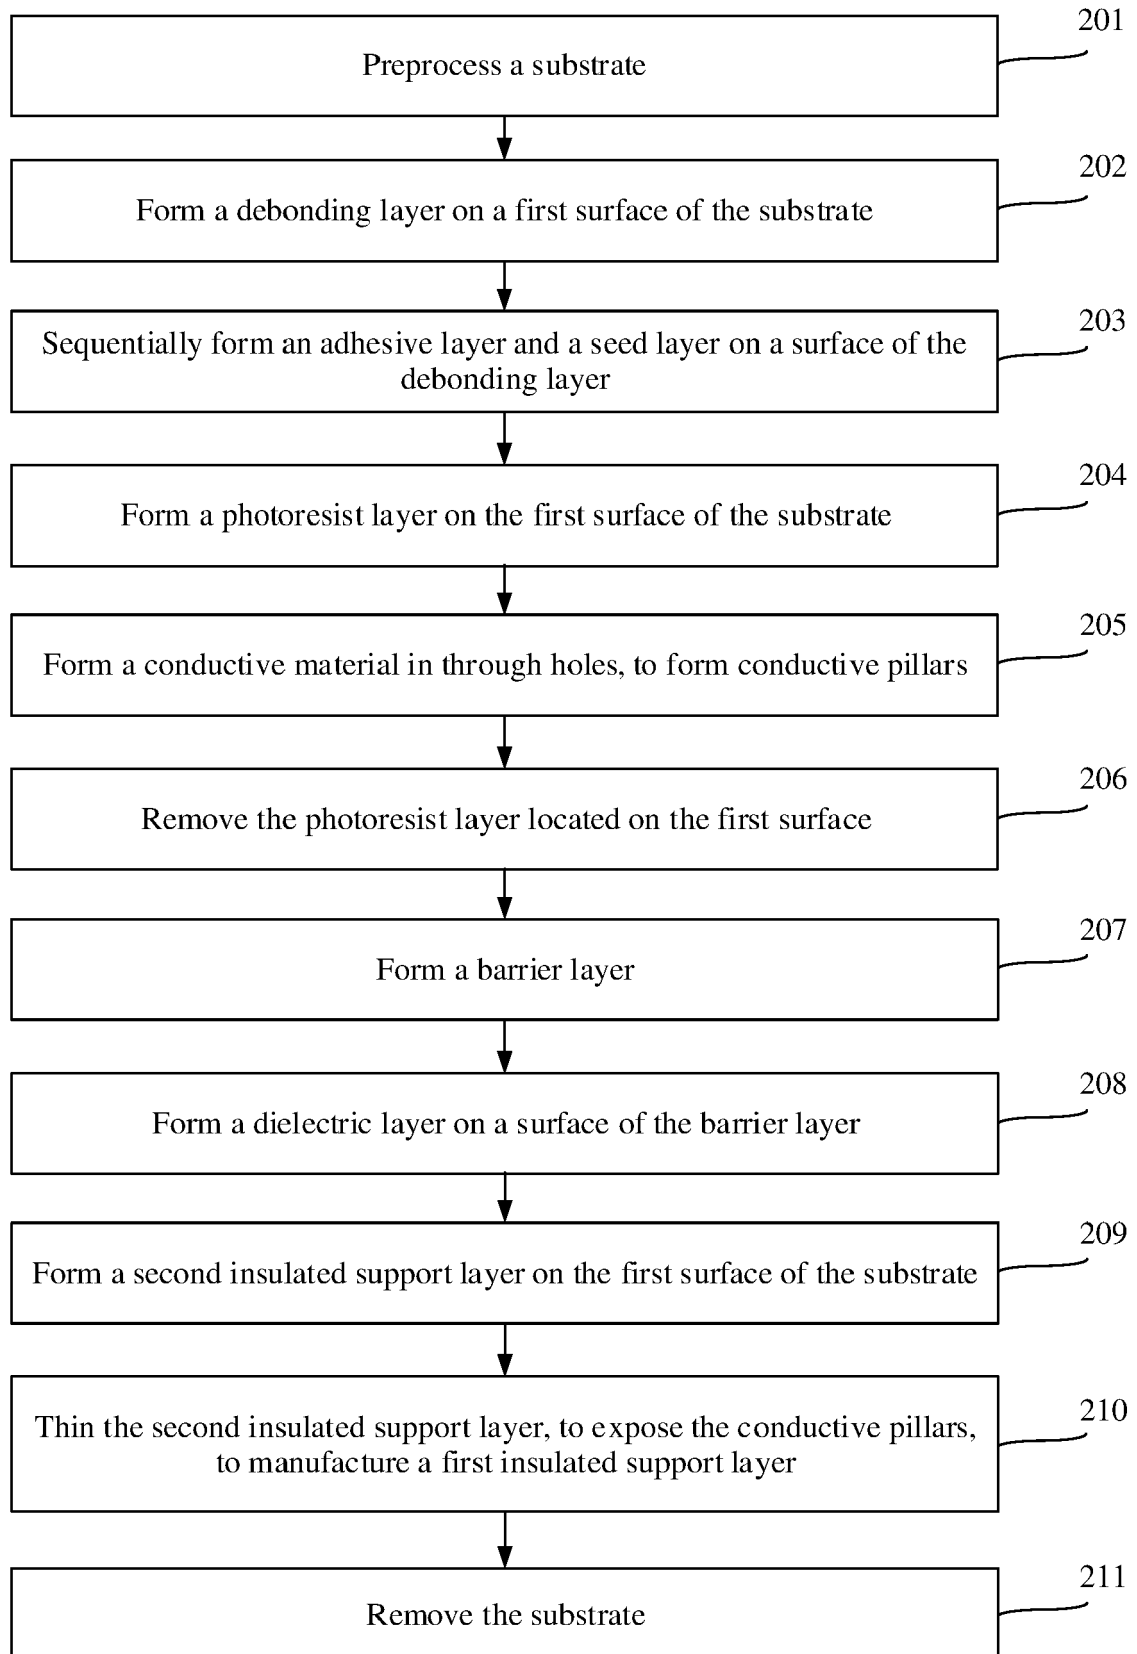 201
Preprocess a substrate
202
Form a debonding layer on a first surface of the substrate
203
Sequentially form an adhesive layer and a seed layer on a surface of the
debonding layer
204
Form a photoresist layer on the first surface of the substrate
205
Form a conductive material in through holes, to form conductive pillars
206
Remove the photoresist layer located on the first surface
207
Form a barrier layer
208
Form a dielectric layer on a surface of the barrier layer
209
Form a second insulated support layer on the first surface of the substrate
210
Thin the second insulated support layer, to expose the conductive pillars,
to manufacture a first insulated support layer
211
Remove the substrate